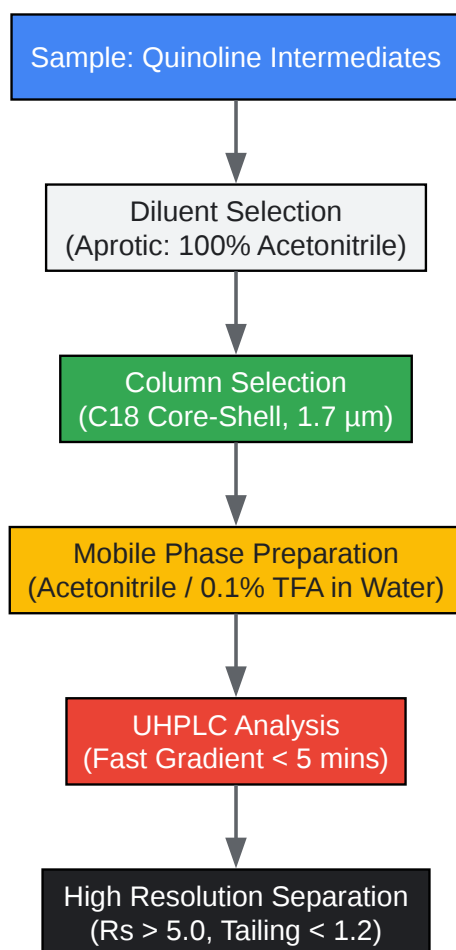 Sample: Quinoline Intermediates
Diluent Selection
(Aprotic: 100% Acetonitrile)
Column Selection
(C18 Core-Shell, 1.7 µm)
Mobile Phase Preparation
(Acetonitrile / 0.1% TFA in Water)
UHPLC Analysis
(Fast Gradient < 5 mins)
High Resolution Separation
(Rs > 5.0, Tailing < 1.2)